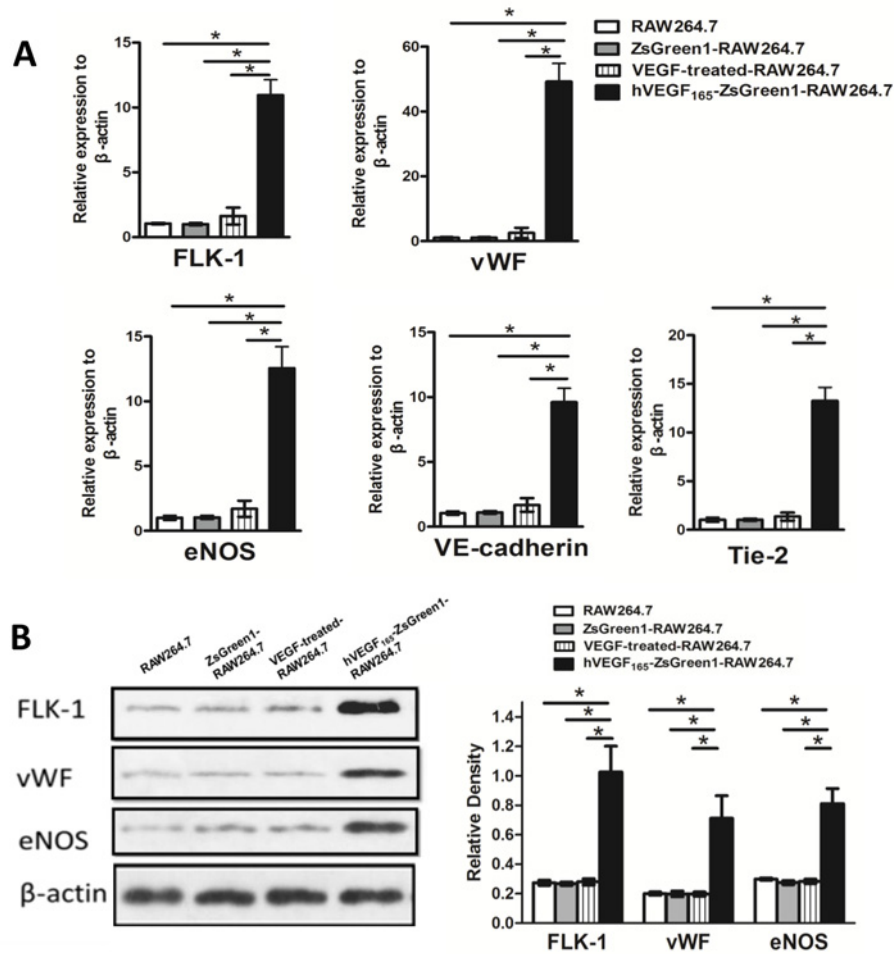 A
RAW264.7
ZsGreen1-RAW264.7
VEGF-treated-RAW264.7
hVEGF₁₆₅-ZsGreen1-RAW264.7
Relative expression to
β-actin
15
10
5
0
*
*
*
FLK-1
Relative expression to
β-actin
60
40
20
0
*
*
*
vWF
Relative expression to
β-actin
15
10
5
0
*
*
*
eNOS
Relative expression to
β-actin
15
10
5
0
*
*
*
VE-cadherin
Relative expression to
β-actin
20
15
10
5
0
*
*
*
Tie-2
B
RAW264.7
ZsGreen1-
RAW264.7
VEGF-treated-
RAW264.7
hVEGF₁₆₅-ZsGreen1-
RAW264.7
FLK-1
vWF
eNOS
β-actin
RAW264.7
ZsGreen1-RAW264.7
VEGF-treated-RAW264.7
hVEGF₁₆₅-ZsGreen1-RAW264.7
Relative Density
1.4
1.2
1.0
0.8
0.6
0.4
0.2
0.0
*
*
*
*
*
*
*
*
*
FLK-1
vWF
eNOS